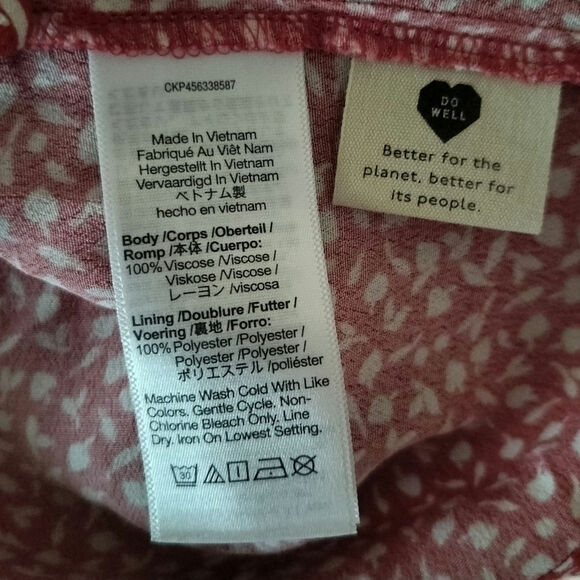 CKP456338587
Made In Vietnam
Fabriqué Au Viêt Nam
Hergestellt In Vietnam
Vervaardigd In Vietnam
ベトナム製
hecho en vietnam
Body /Corps /Oberteil /
Romp /本体 /Cuerpo:
100% Viscose /Viscose /
Viskose /Viscose /
レーヨン /viscosa
Lining /Doublure /Futter /
Voering /裏地 /Forro:
100% Polyester /Polyester /
Polyester /Polyester /
ポリエステル /poliéster
Machine Wash Cold With Like
Colors. Gentle Cycle. Non-
Chlorine Bleach Only. Line
Dry. Iron On Lowest Setting.
30
DO
WELL
Better for the
planet, better for
its people.